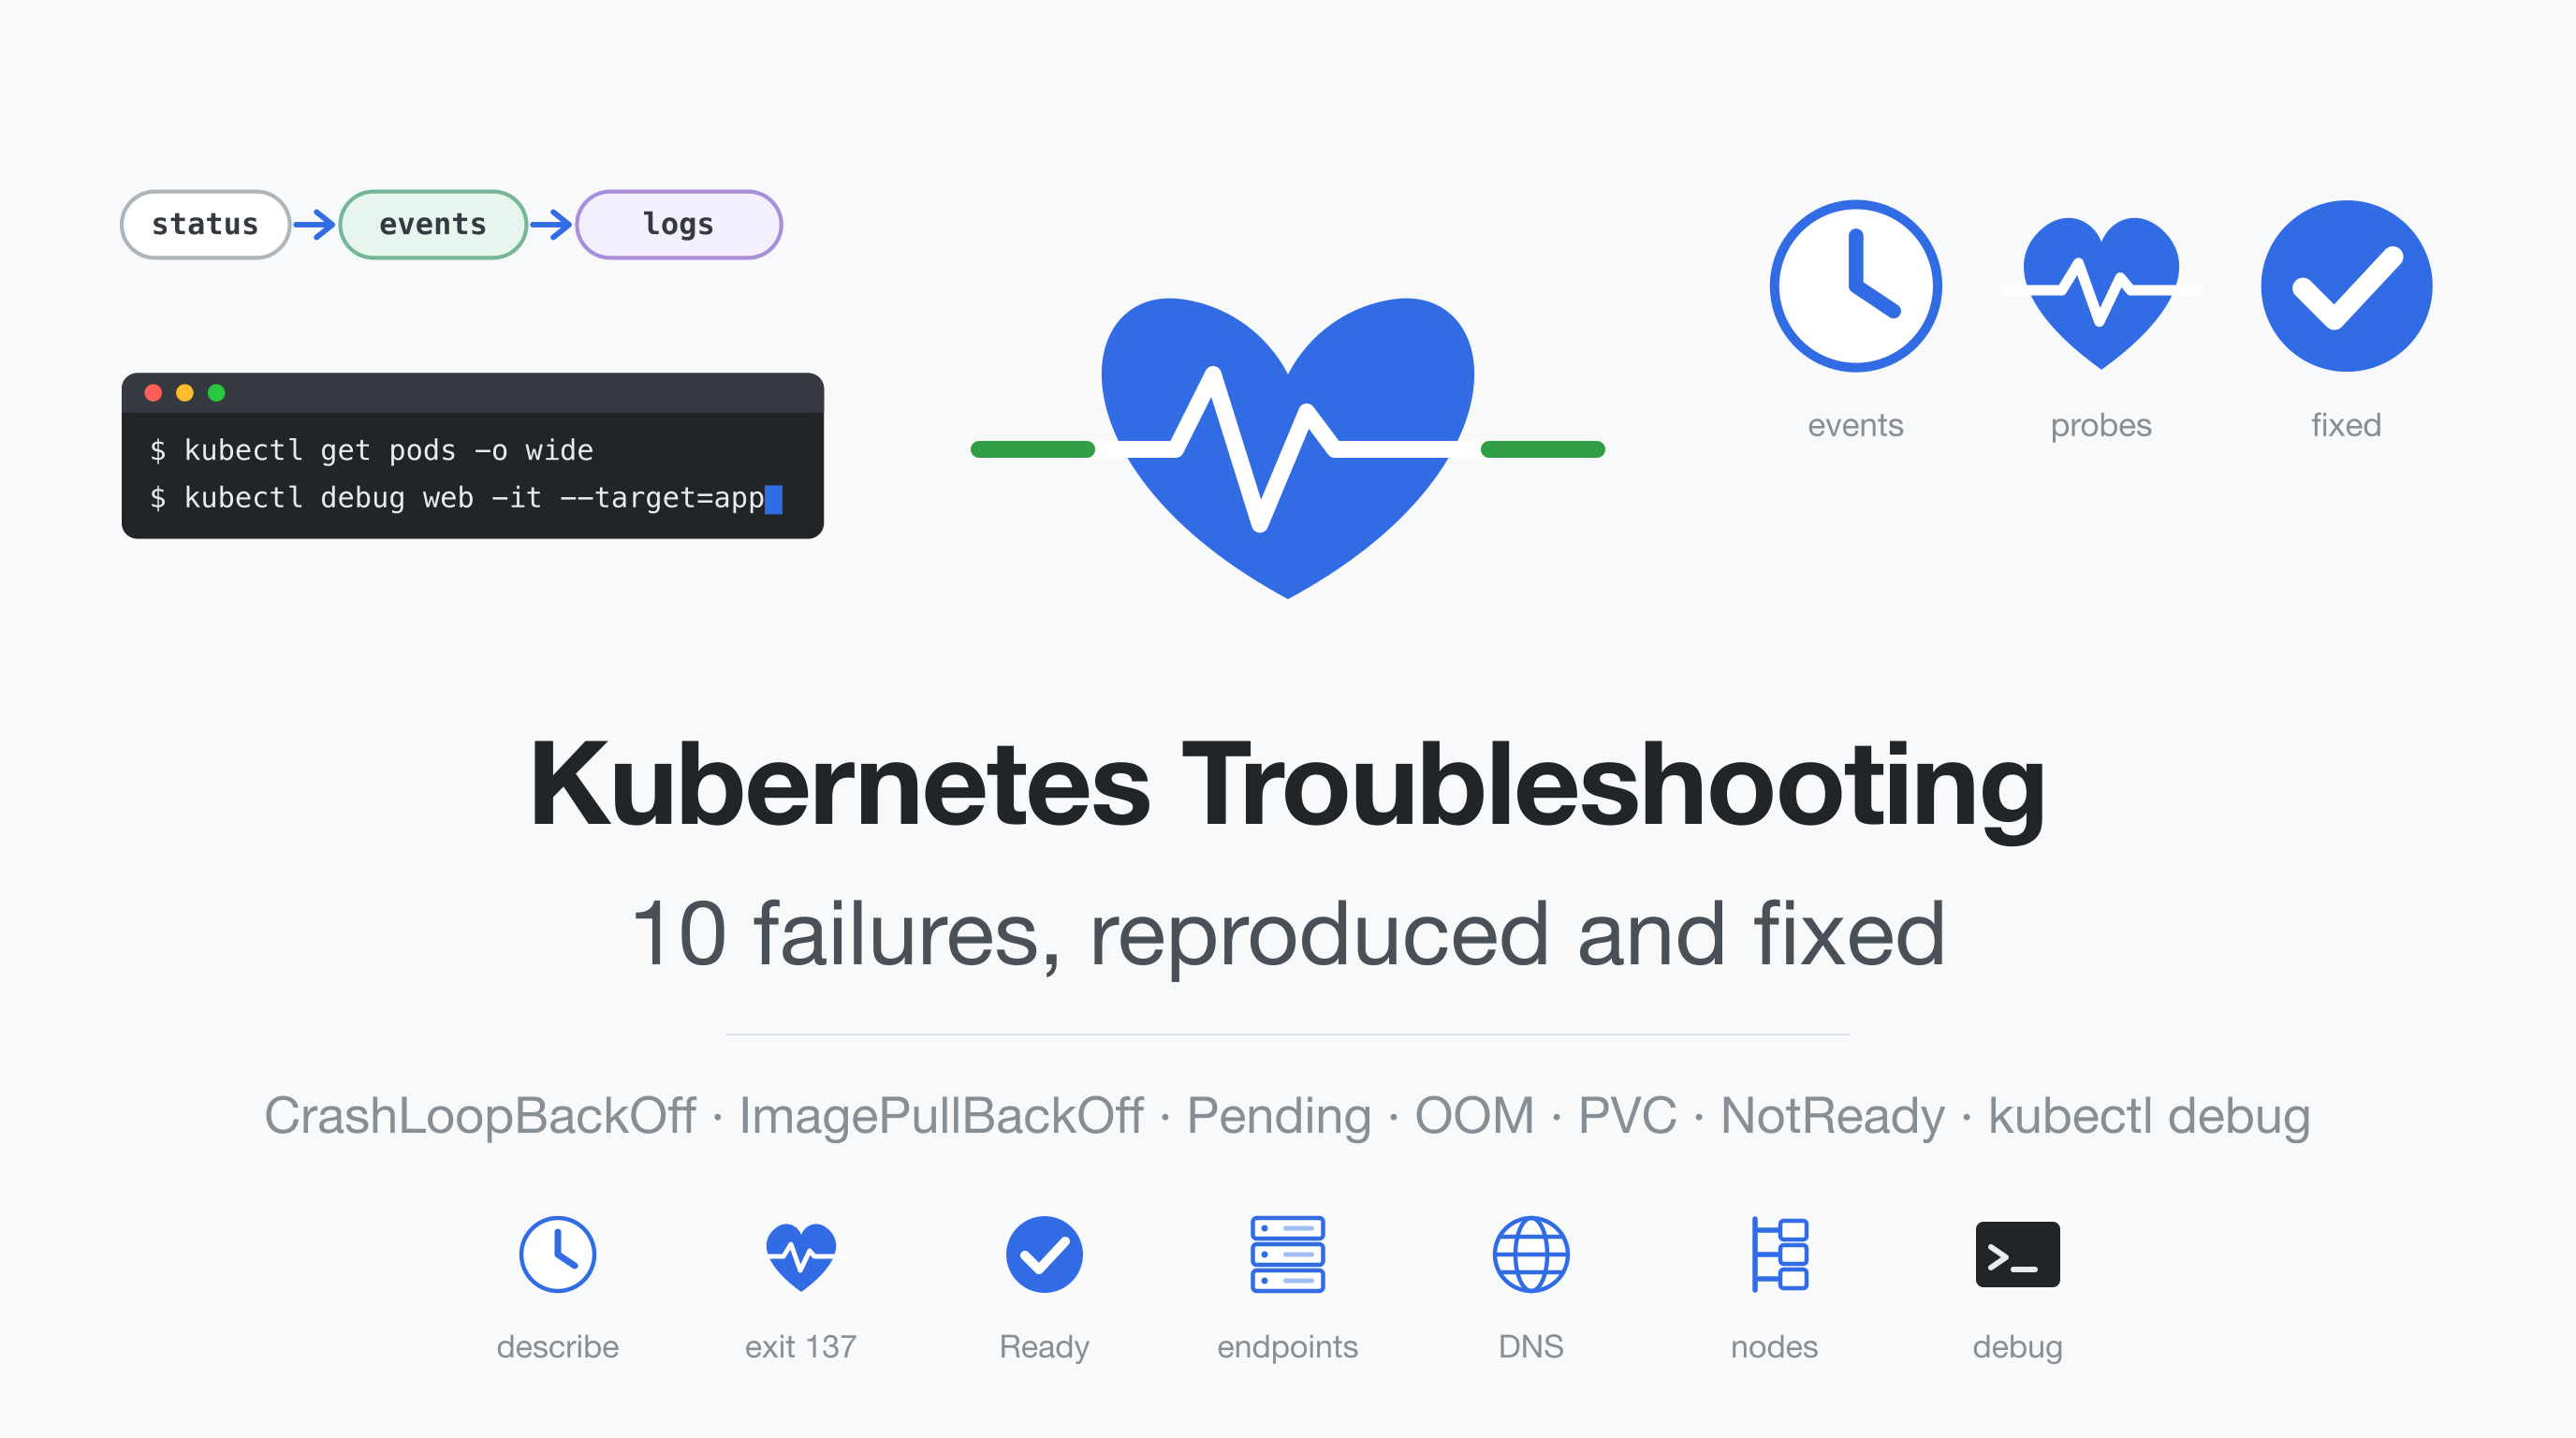 status
events
logs
$ kubectl get pods -o wide
$ kubectl debug web -it --target=app
events
probes
fixed
Kubernetes Troubleshooting
10 failures, reproduced and fixed
CrashLoopBackOff · ImagePullBackOff · Pending · OOM · PVC · NotReady · kubectl debug
describe
exit 137
Ready
endpoints
DNS
nodes
debug